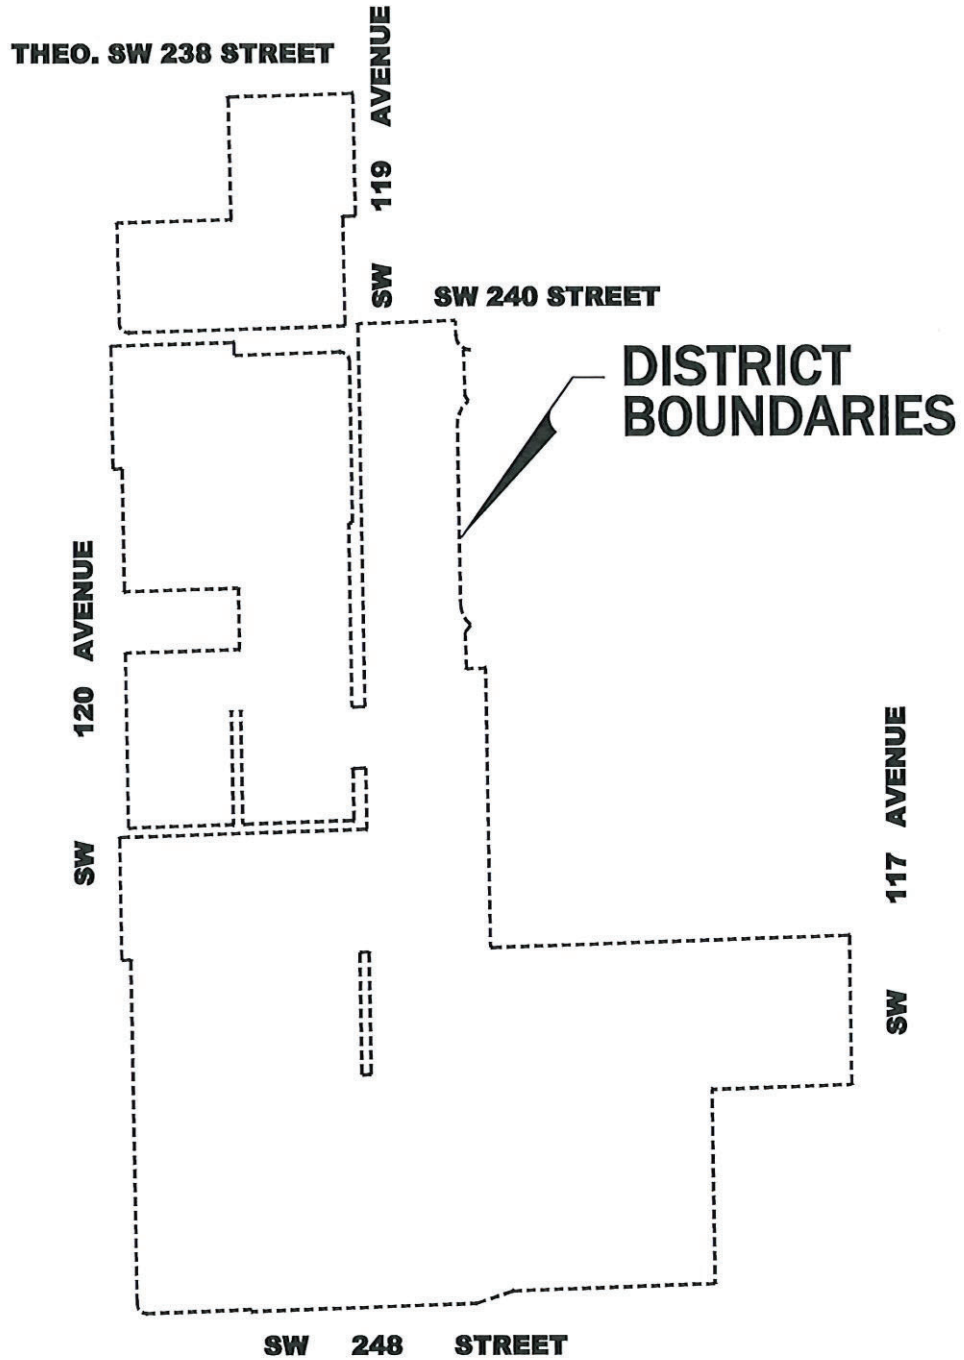 THEO. SW 238 STREET
SW 119 AVENUE
SW 240 STREET
DISTRICT
BOUNDARIES
SW 120 AVENUE
SW 117 AVENUE
SW 248 STREET